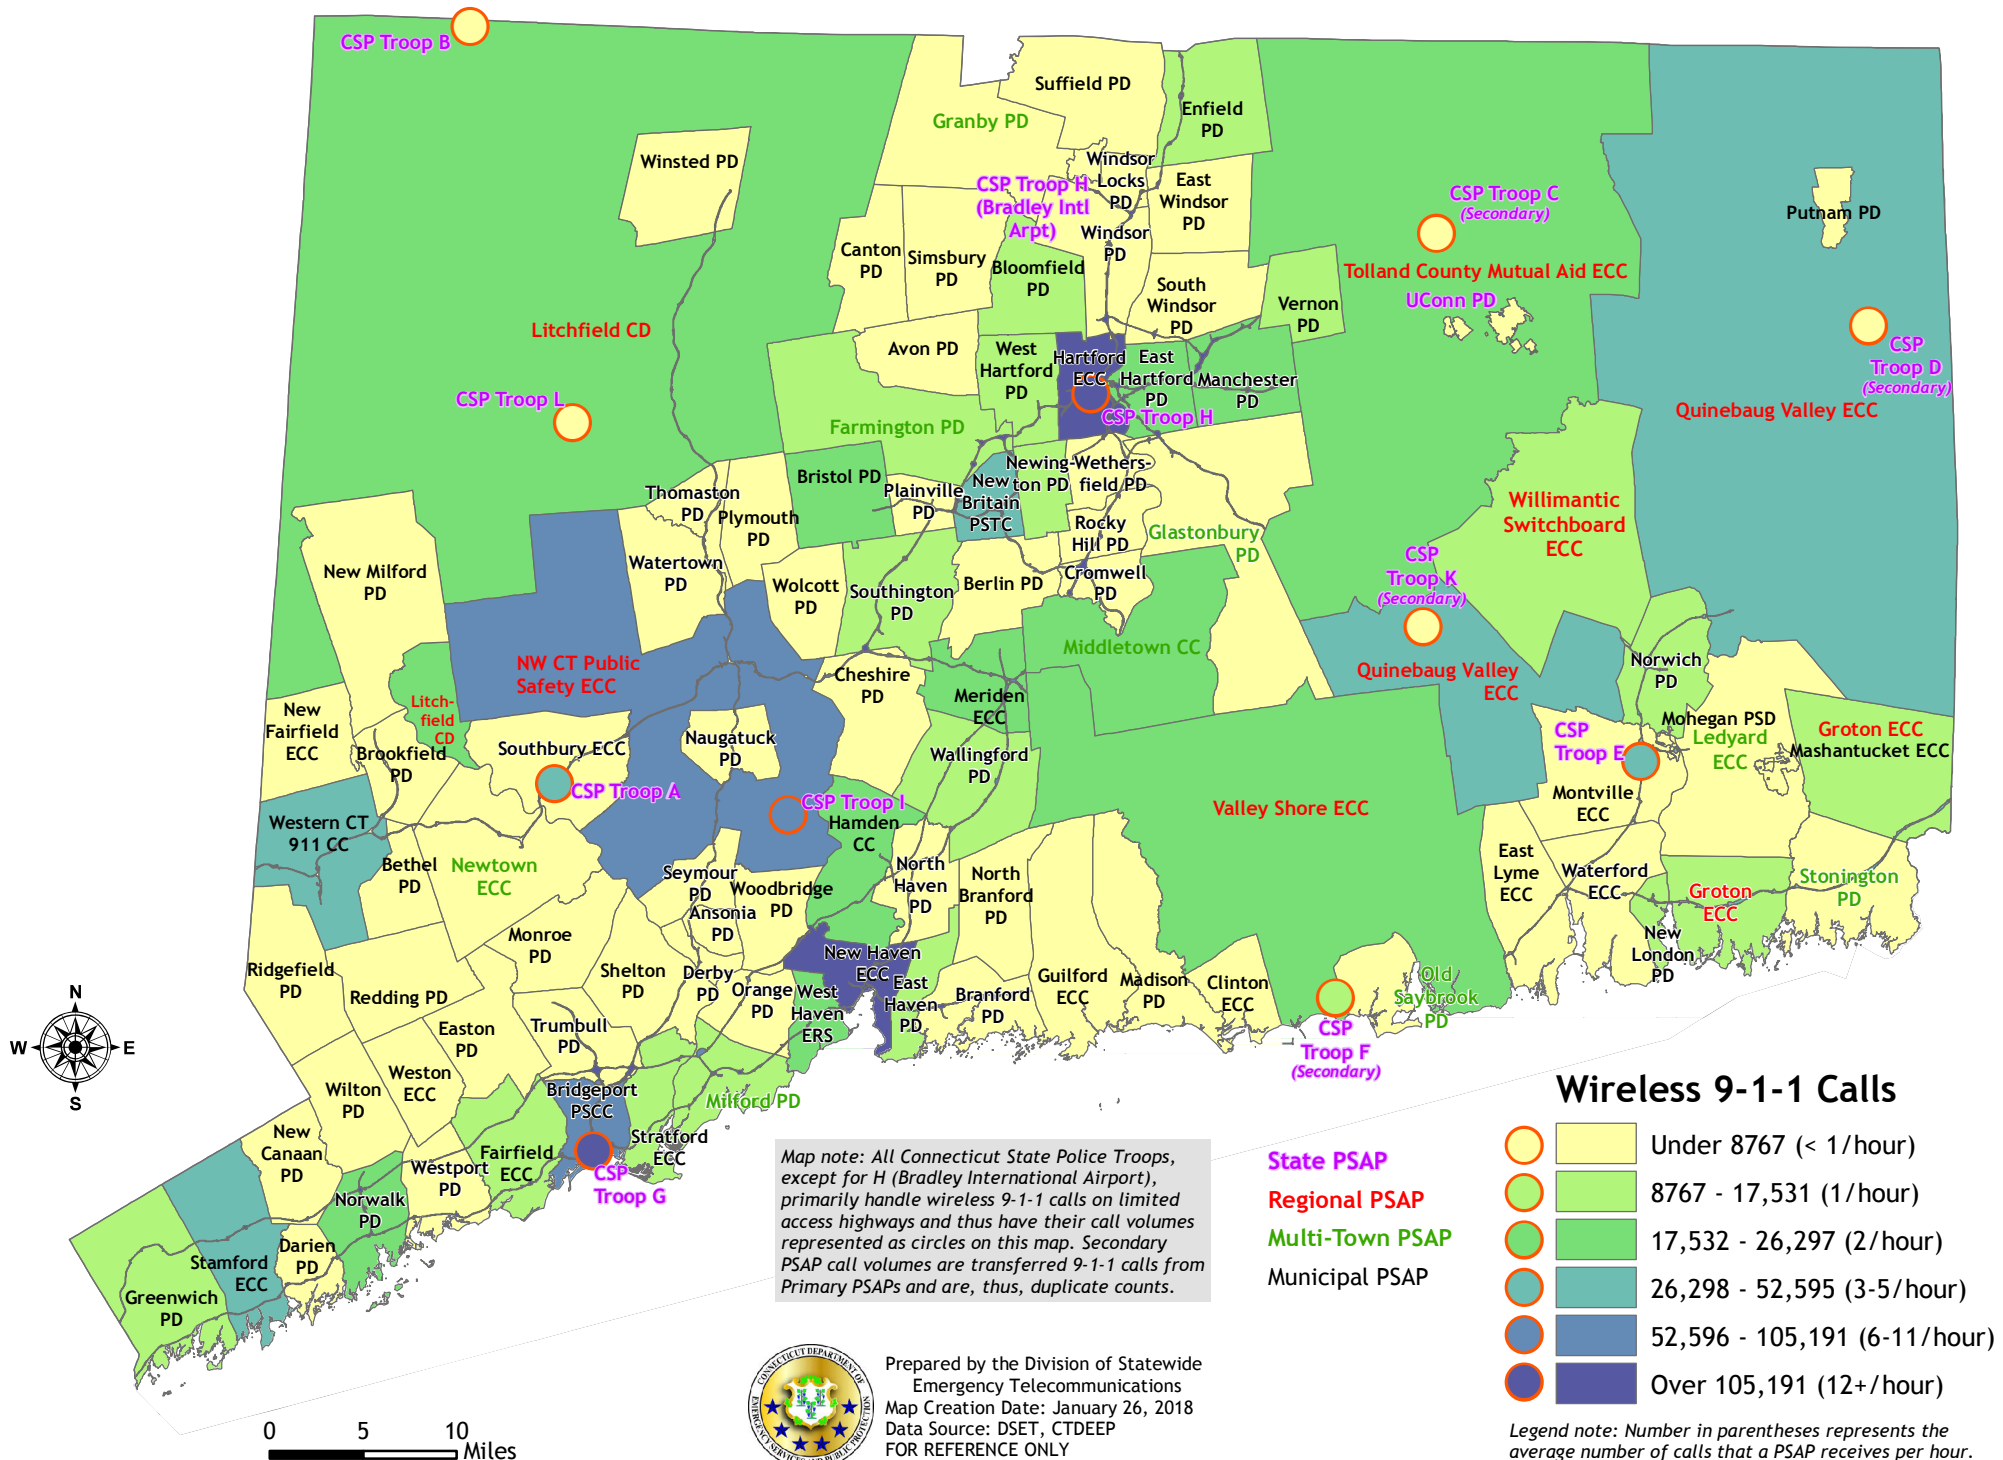 CSP Troop B
Suffield PD
Granby PD
Enfield
PD
Winsted PD
Windsor
Locks
PD
CSP Troop H
(Bradley Intl
Arpt)
East
Windsor
PD
CSP Troop C
(Secondary)
Putnam PD
Canton
PD
Simsbury
PD
Windsor
PD
Bloomfield
PD
South
Windsor
PD
Vernon
PD
Tolland County Mutual Aid ECC
UConn PD
Litchfield CD
Avon PD
West
Hartford
PD
Hartford
ECC
East
Hartford
PD
Manchester
PD
CSP
Troop D
(Secondary)
CSP Troop L
CSP Troop H
Quinebaug Valley ECC
Farmington PD
Bristol PD
Plainville
PD
New
Britain
PSTC
Newing-
ton PD
Wethers-
field PD
Thomaston
PD
Plymouth
PD
Rocky
Hill PD
Glastonbury
PD
Willimantic
Switchboard
ECC
New Milford
PD
Watertown
PD
Wolcott
PD
Southington
PD
Berlin PD
Cromwell
PD
CSP
Troop K
(Secondary)
NW CT Public
Safety ECC
Cheshire
PD
Middletown CC
Quinebaug Valley
ECC
Norwich
PD
New
Fairfield
ECC
Litch-
field
CD
Meriden
ECC
Brookfield
PD
Southbury ECC
Naugatuck
PD
Wallingford
PD
CSP
Troop E
Mohegan PSD
Ledyard
ECC
Groton ECC
Mashantucket ECC
CSP Troop A
CSP Troop I
Hamden
CC
Valley Shore ECC
Montville
ECC
Western CT
911 CC
Bethel
PD
Newtown
ECC
Seymour
PD
Woodbridge
PD
North
Haven
PD
North
Branford
PD
East
Lyme
ECC
Waterford
ECC
Groton
ECC
Stonington
PD
Ansonia
PD
Monroe
PD
New Haven
ECC
New
London
PD
Ridgefield
PD
Redding PD
Shelton
PD
Derby
PD
Orange
PD
West
Haven
ERS
East
Haven
PD
Branford
PD
Guilford
ECC
Madison
PD
Clinton
ECC
Old
Saybrook
PD
CSP
Troop F
(Secondary)
Easton
PD
Trumbull
PD
N
W
E
S
Weston
ECC
Wilton
PD
Bridgeport
PSCC
Milford PD
New
Canaan
PD
Westport
PD
Fairfield
ECC
Stratford
ECC
CSP
Troop G
Norwalk
PD
Darien
PD
Stamford
ECC
Greenwich
PD
Map note: All Connecticut State Police Troops,
except for H (Bradley International Airport),
primarily handle wireless 9-1-1 calls on limited
access highways and thus have their call volumes
represented as circles on this map. Secondary
PSAP call volumes are transferred 9-1-1 calls from
Primary PSAPs and are, thus, duplicate counts.
State PSAP
Regional PSAP
Multi-Town PSAP
Municipal PSAP
Wireless 9-1-1 Calls
Under 8767 (< 1/hour)
8767 - 17,531 (1/hour)
17,532 - 26,297 (2/hour)
26,298 - 52,595 (3-5/hour)
52,596 - 105,191 (6-11/hour)
Over 105,191 (12+/hour)
Legend note: Number in parentheses represents the
average number of calls that a PSAP receives per hour.
0 5 10
Miles
CONNECTICUT DEPARTMENT OF
EMERGENCY SERVICES AND PUBLIC PROTECTION
Prepared by the Division of Statewide
Emergency Telecommunications
Map Creation Date: January 26, 2018
Data Source: DSET, CTDEEP
FOR REFERENCE ONLY